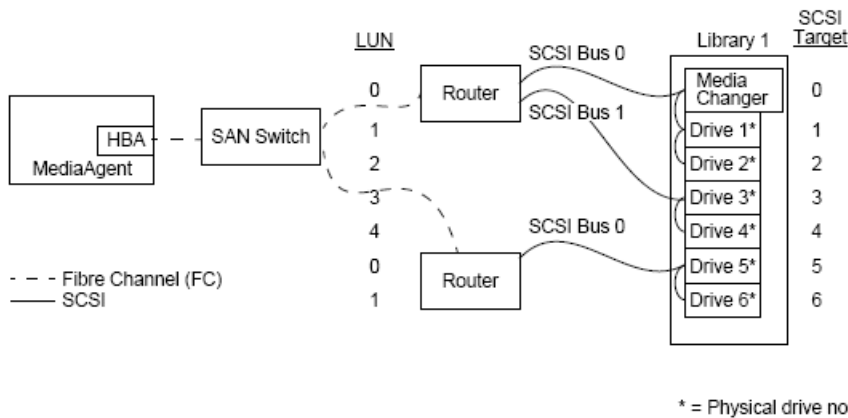 LUN
0
1
2
3
4
0
1
SCSI Bus 0
SCSI Bus 1
SCSI Bus 0
Library 1
SCSI
Target
0
1
2
3
4
5
6
HBA
MediaAgent
SAN Switch
Router
Router
Media
Changer
Drive 1*
Drive 2*
Drive 3*
Drive 4*
Drive 5*
Drive 6*
- - - Fibre Channel (FC)
SCSI
* = Physical drive no